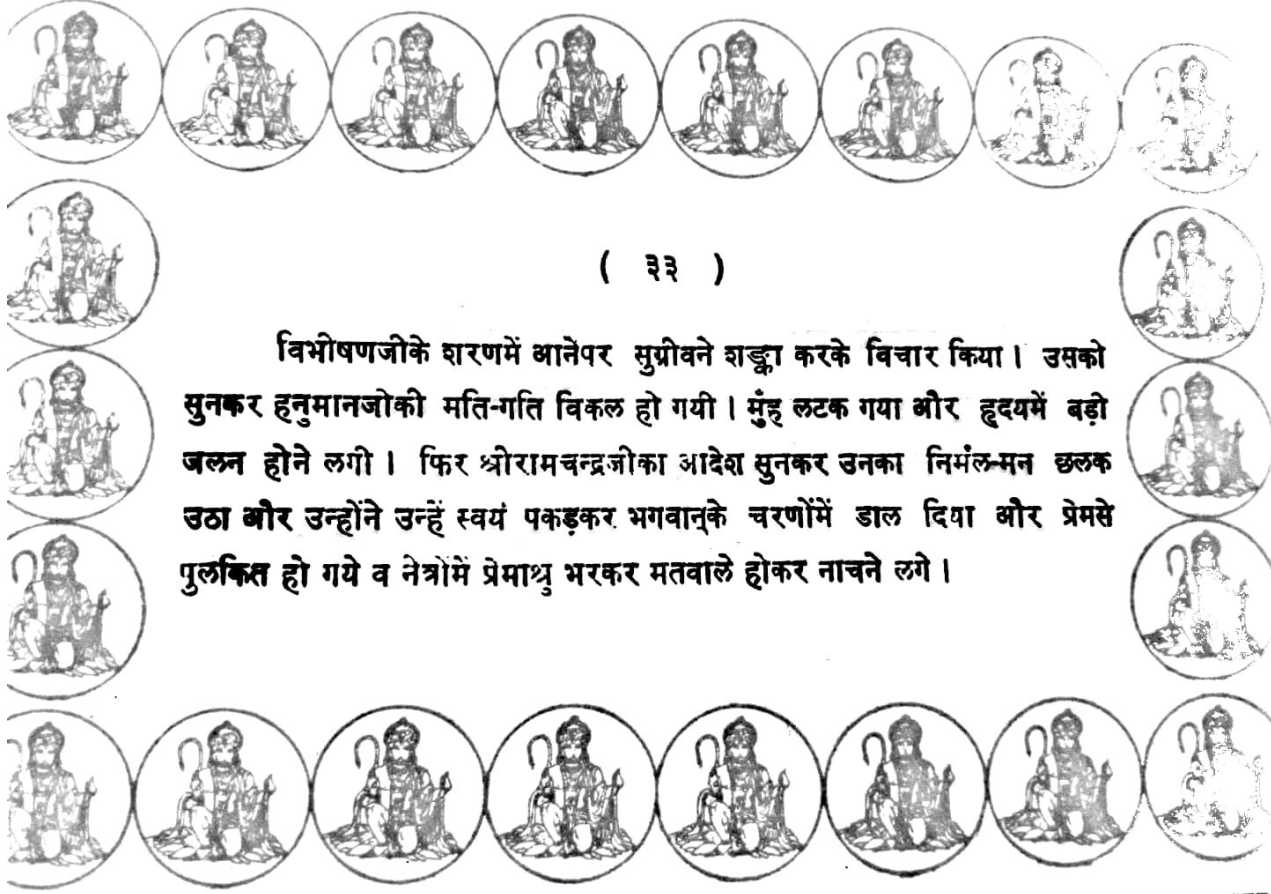 ( ३३ )
विभीषणजीके शरणमें आनेपर सुग्रीवने शङ्का करके विचार किया। उसको
सुनकर हनुमानजीकी मति-गति विकल हो गयी। मुँह लटक गया और हृदयमें बड़ी
जलन होने लगी। फिर श्रीरामचन्द्रजीका आदेश सुनकर उनका निर्मल-मन छलक
उठा और उन्होंने उन्हें स्वयं पकड़कर भगवान्‌के चरणोंमें डाल दिया और प्रेमसे
पुलकित हो गये व नेत्रोंमें प्रेमाश्रु भरकर मतवाले होकर नाचने लगे।